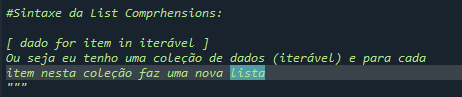 #Sintaxe da List Comprhensions:
[ dado for item in iterável ]
Ou seja eu tenho uma coleção de dados (iterável) e para cada
item nesta coleção faz uma nova lista
"""